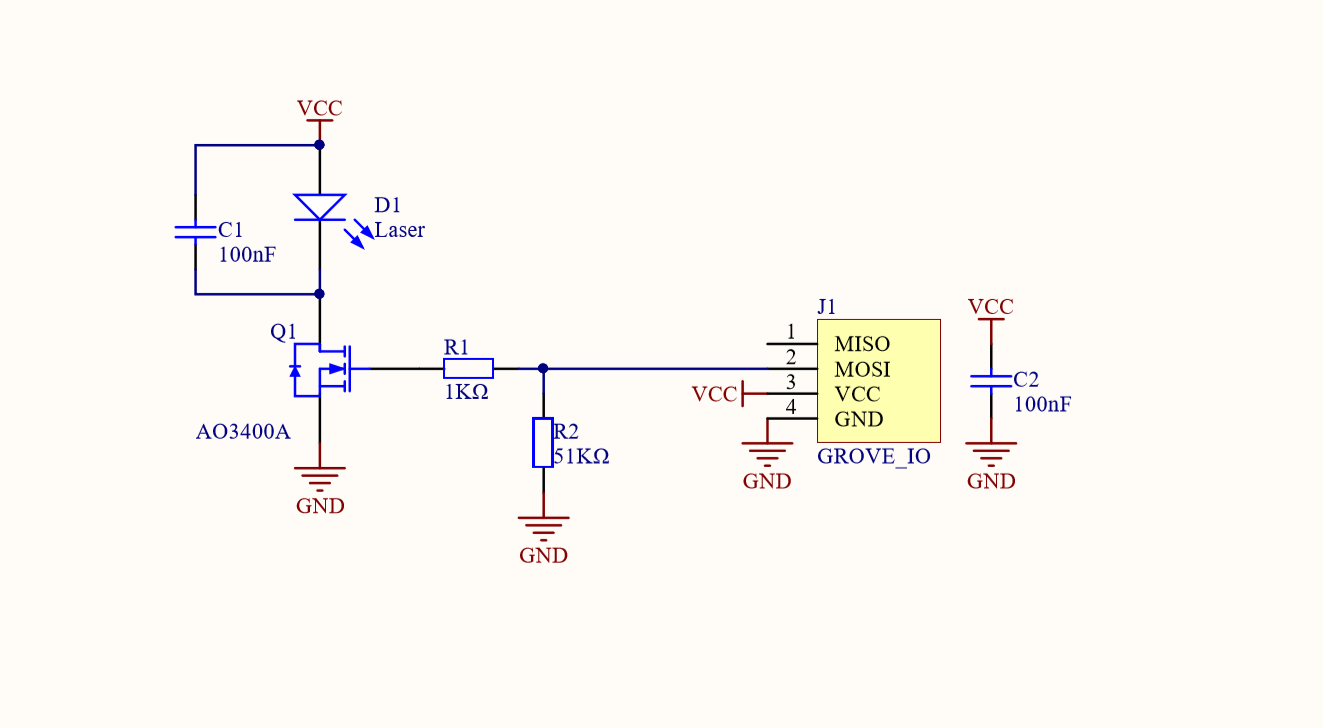 VCC
D1
Laser
C1
100nF
Q1
AO3400A
GND
R1
1KΩ
R2
51KΩ
GND
J1
1 MISO
2 MOSI
VCC 3 VCC
4 GND
GROVE_IO
GND
VCC
C2
100nF
GND